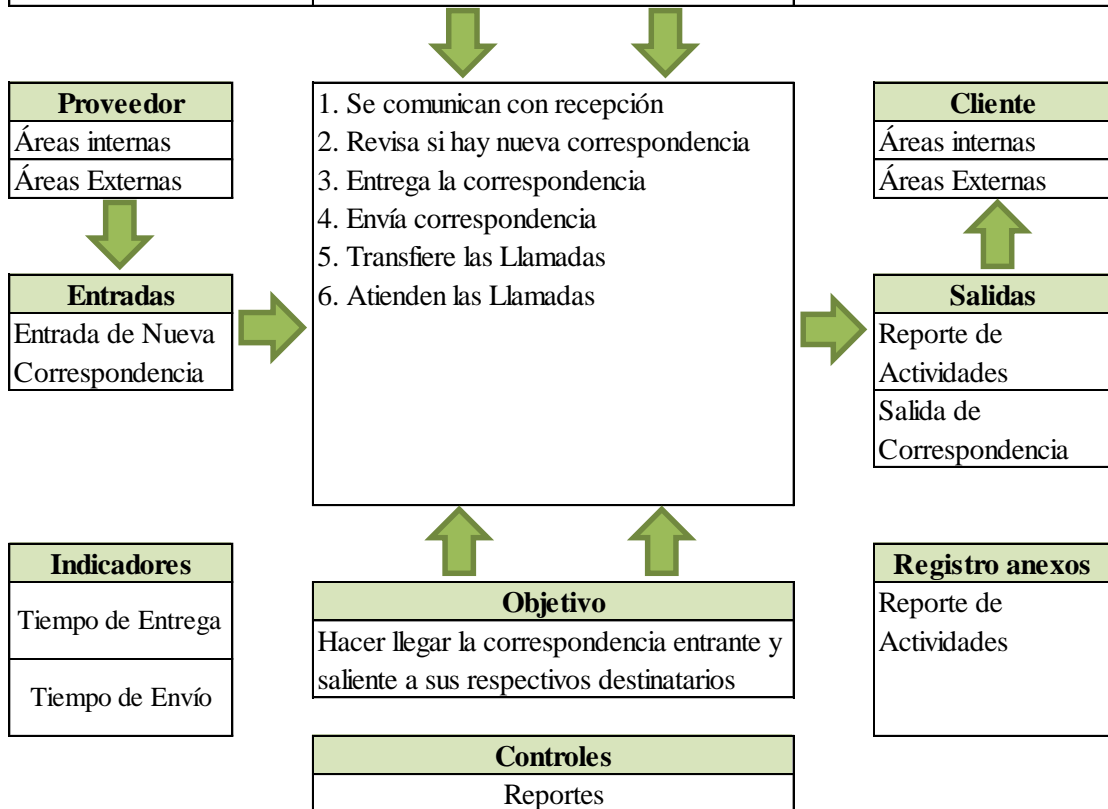 Proveedor
Áreas internas
Áreas Externas
1. Se comunican con recepción
2. Revisa si hay nueva correspondencia
3. Entrega la correspondencia
4. Envía correspondencia
5. Transfiere las Llamadas
6. Atienden las Llamadas
Cliente
Áreas internas
Áreas Externas
Entradas
Entrada de Nueva
Correspondencia
Salidas
Reporte de
Actividades
Salida de
Correspondencia
Indicadores
Tiempo de Entrega
Tiempo de Envío
Objetivo
Hacer llegar la correspondencia entrante y
saliente a sus respectivos destinatarios
Registro anexos
Reporte de
Actividades
Controles
Reportes